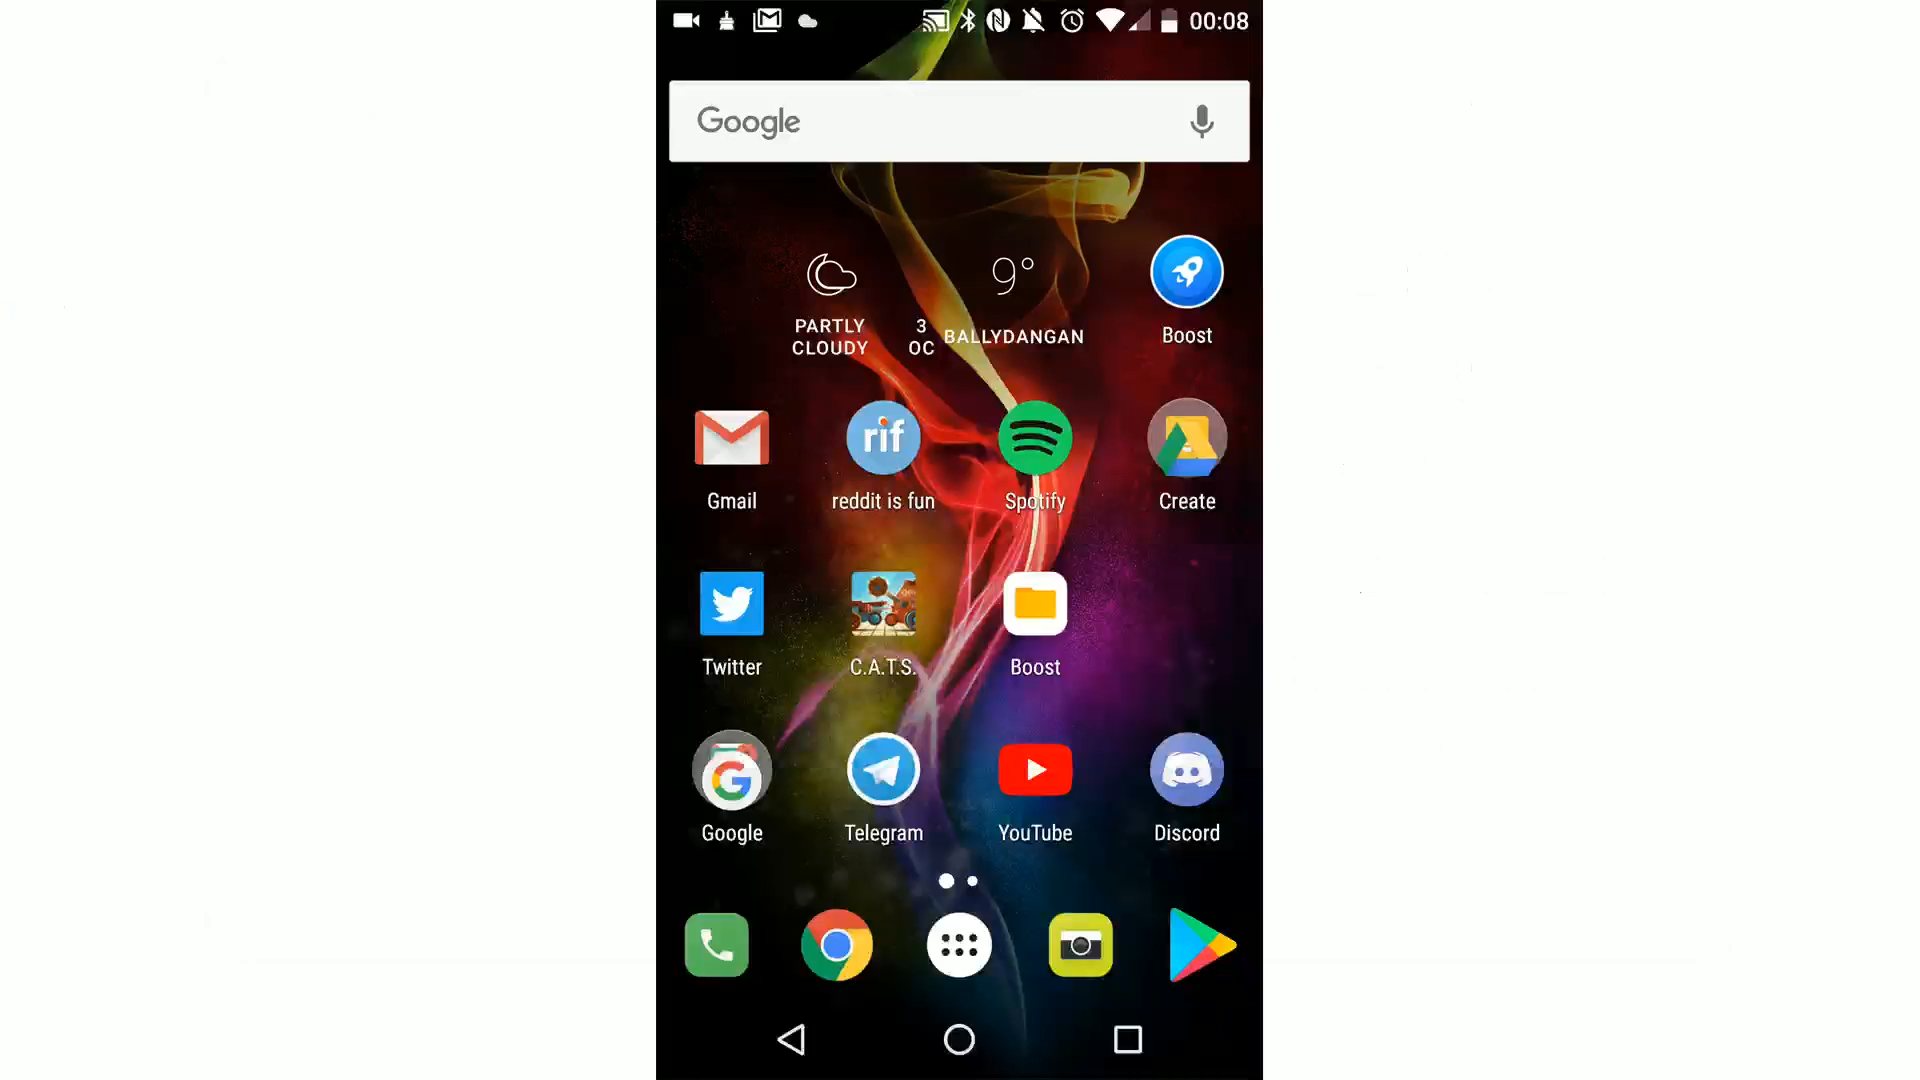 00:08
Google
9°
PARTLY CLOUDY
3 OC
BALLYDANGAN
Boost
Gmail
rif
reddit is fun
Spotify
Create
Twitter
C.A.T.S.
Boost
Google
Telegram
YouTube
Discord